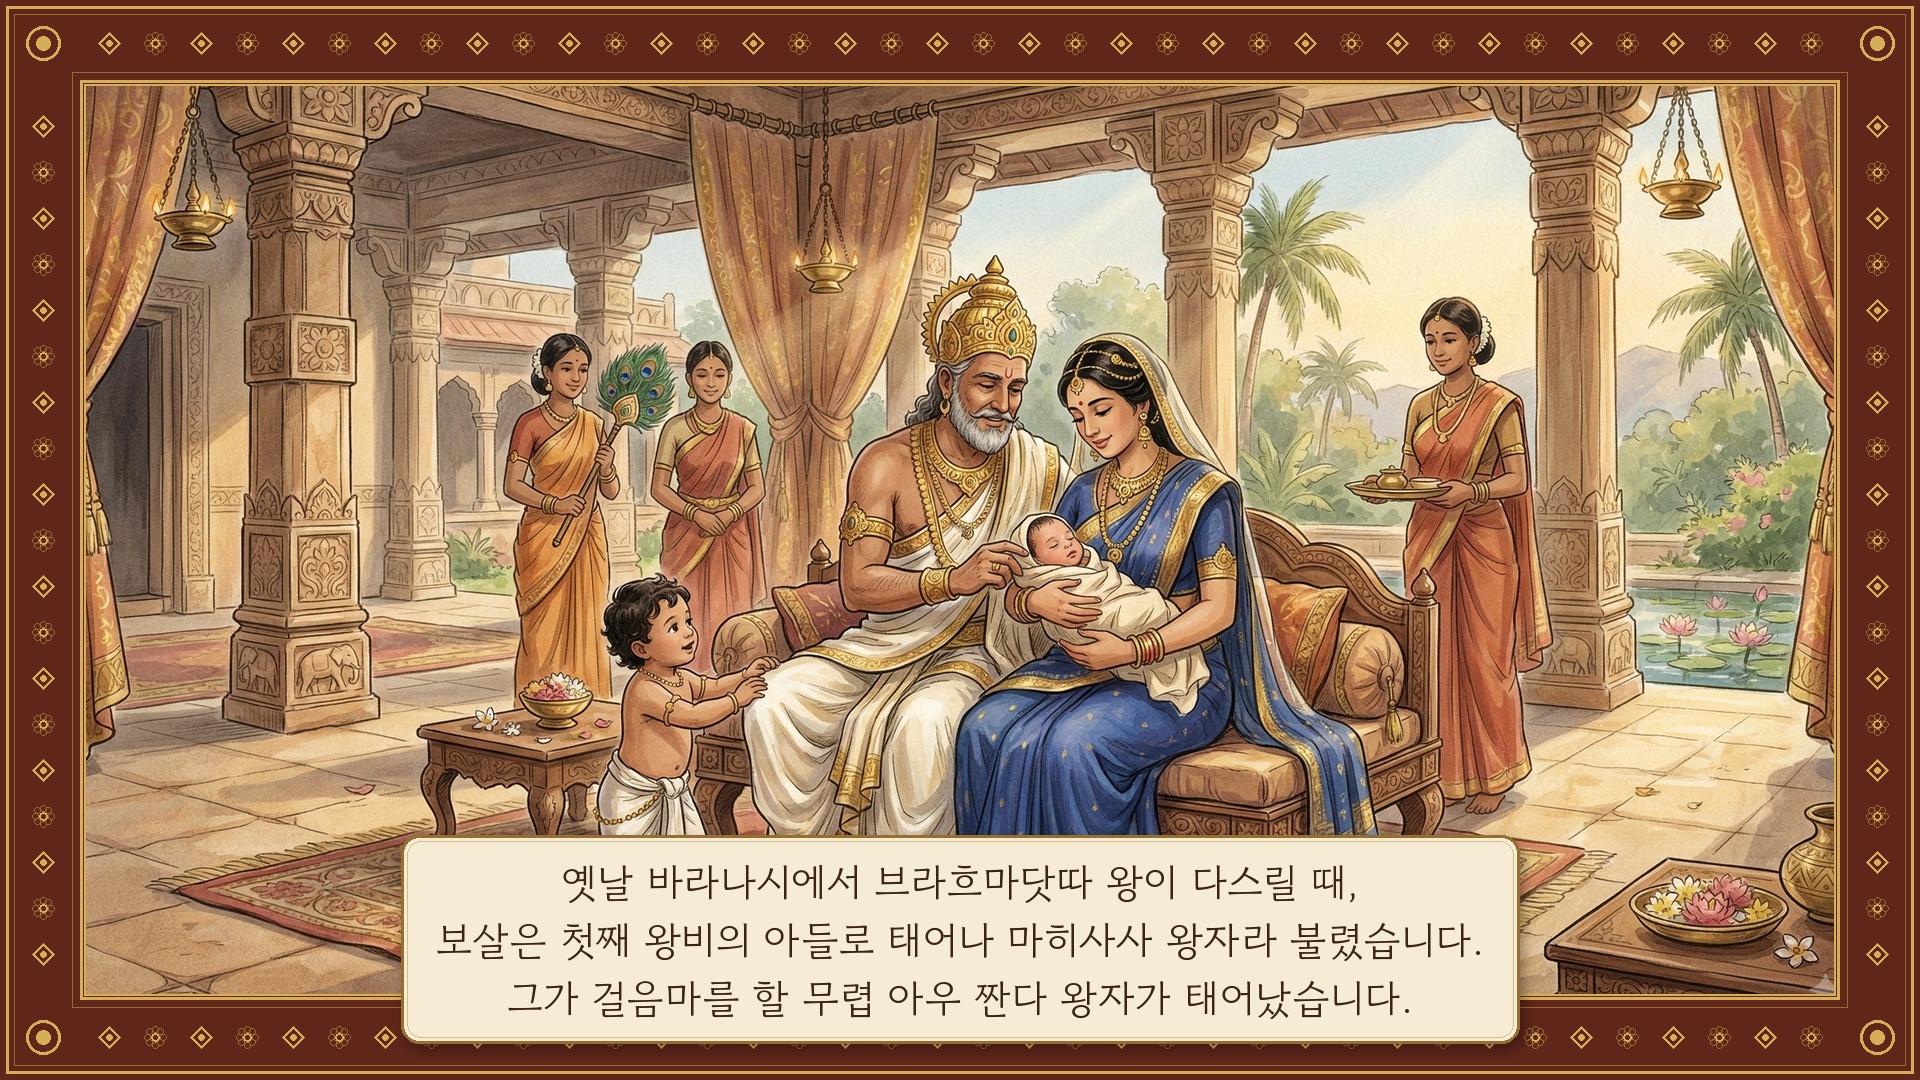 옛날 바라나시에서 브라흐마닷따 왕이 다스릴 때,
보살은 첫째 왕비의 아들로 태어나 마히사사 왕자라 불렸습니다.
그가 걸음마를 할 무렵 아우 짠다 왕자가 태어났습니다.